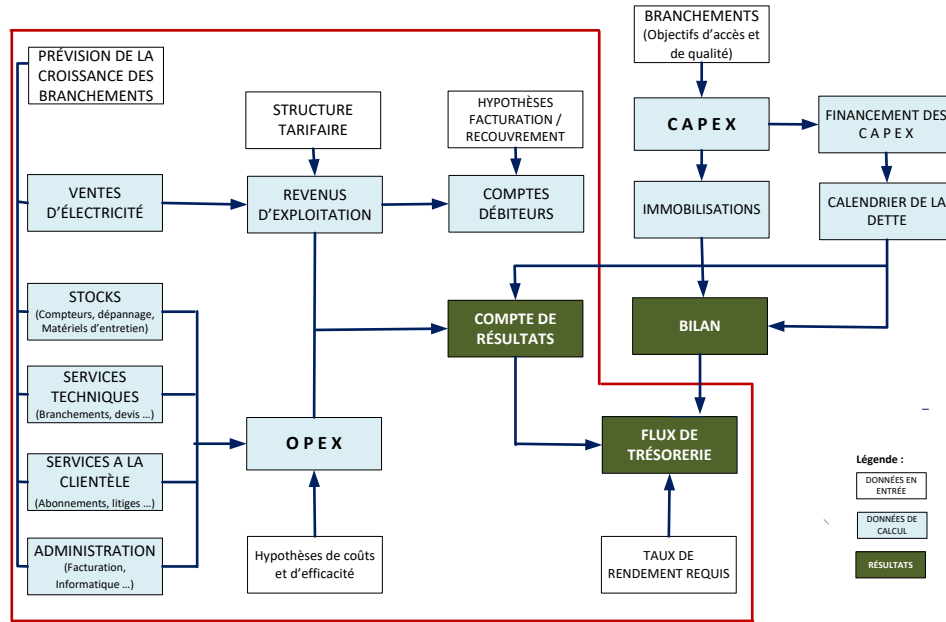 PRÉVISION DE LA
CROISSANCE DES
BRANCHEMENTS
STRUCTURE
TARIFAIRE
HYPOTHÈSES
FACTURATION /
RECOUVREMENT
BRANCHEMENTS
(Objectifs d'accès et
de qualité)
C A P E X
FINANCEMENT DES
C A P E X
VENTES
D'ÉLECTRICITÉ
REVENUS
D'EXPLOITATION
COMPTES
DÉBITEURS
IMMOBILISATIONS
CALENDRIER DE LA
DETTE
STOCKS
(Compteurs, dépannage,
Matériels d'entretien)
COMPTE DE
RÉSULTATS
BILAN
SERVICES
TECHNIQUES
(Branchements, devis ...)
O P E X
FLUX DE
TRÉSORERIE
SERVICES A LA
CLIENTÈLE
(Abonnements, litiges ...)
ADMINISTRATION
(Facturation,
Informatique ...)
Hypothèses de coûts
et d'efficacité
TAUX DE
RENDEMENT REQUIS
Légende :
DONNÉES EN
ENTRÉE
DONNÉES DE
CALCUL
RÉSULTATS